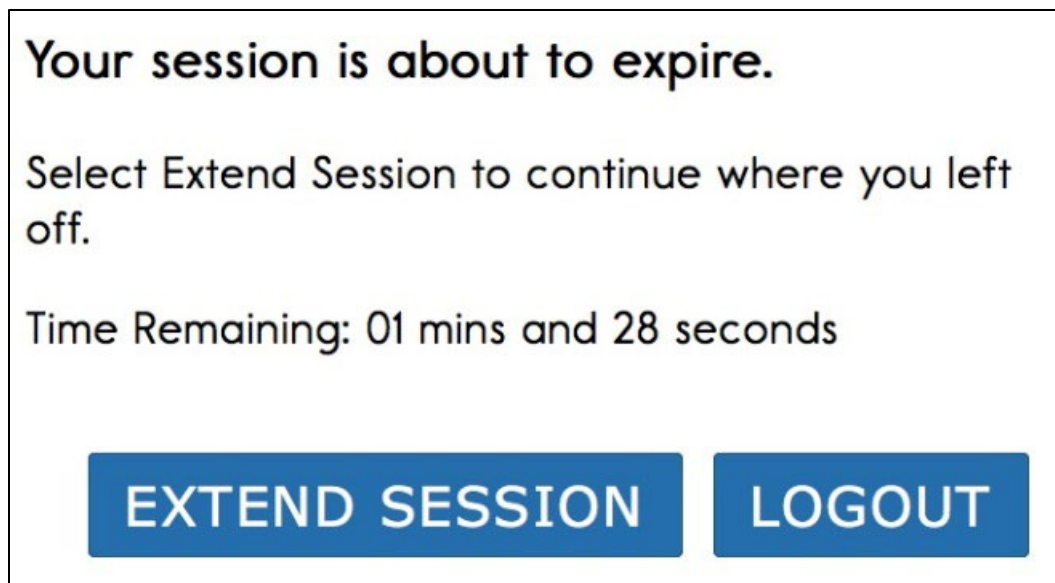 Your session is about to expire.
Select Extend Session to continue where you left
off.
Time Remaining: 01 mins and 28 seconds
EXTEND SESSION LOGOUT